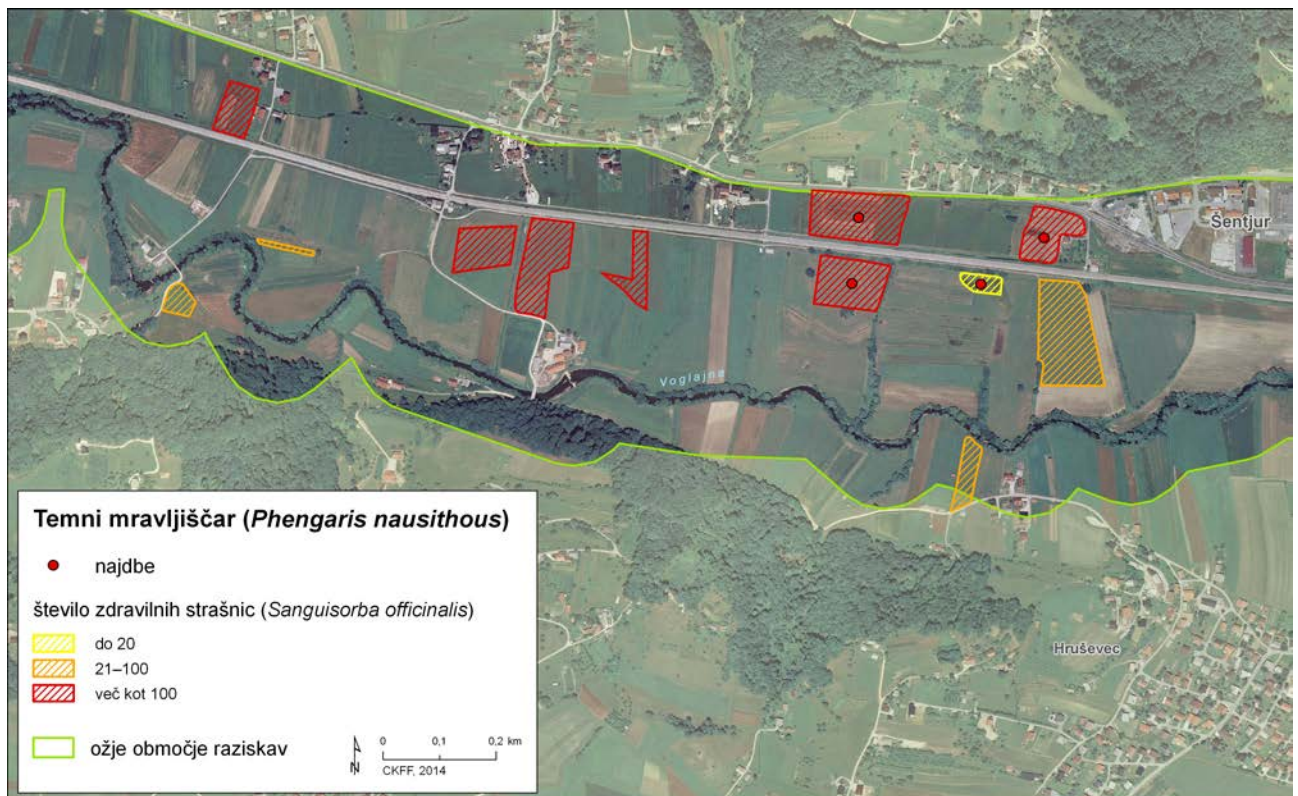 Šentjur
Voglajna
Hruševec
Temni mravljiščar (Phengaris nausithous)
najdbe
število zdravilnih strašnic (Sanguisorba officinalis)
do 20
21–100
več kot 100
ožje območje raziskav
N
0 0,1 0,2 km
CKFF, 2014